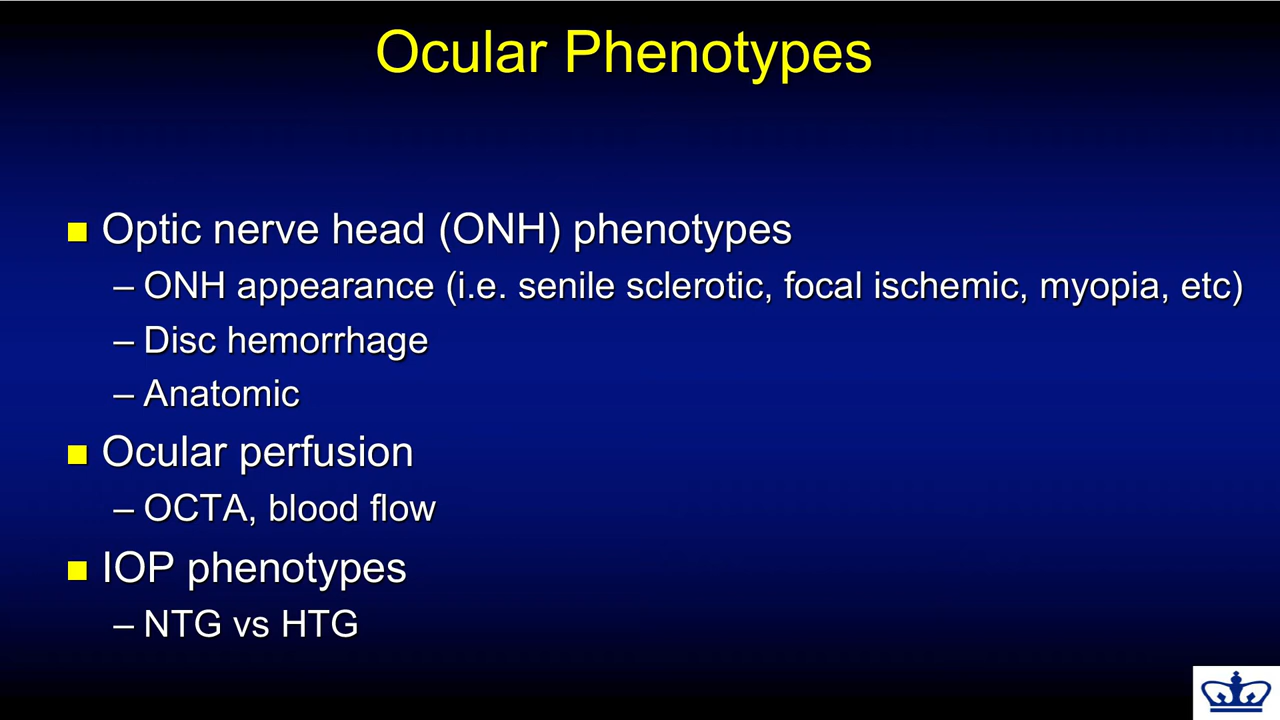 Ocular Phenotypes
Optic nerve head (ONH) phenotypes
– ONH appearance (i.e. senile sclerotic, focal ischemic, myopia, etc)
– Disc hemorrhage
– Anatomic
Ocular perfusion
– OCTA, blood flow
IOP phenotypes
– NTG vs HTG